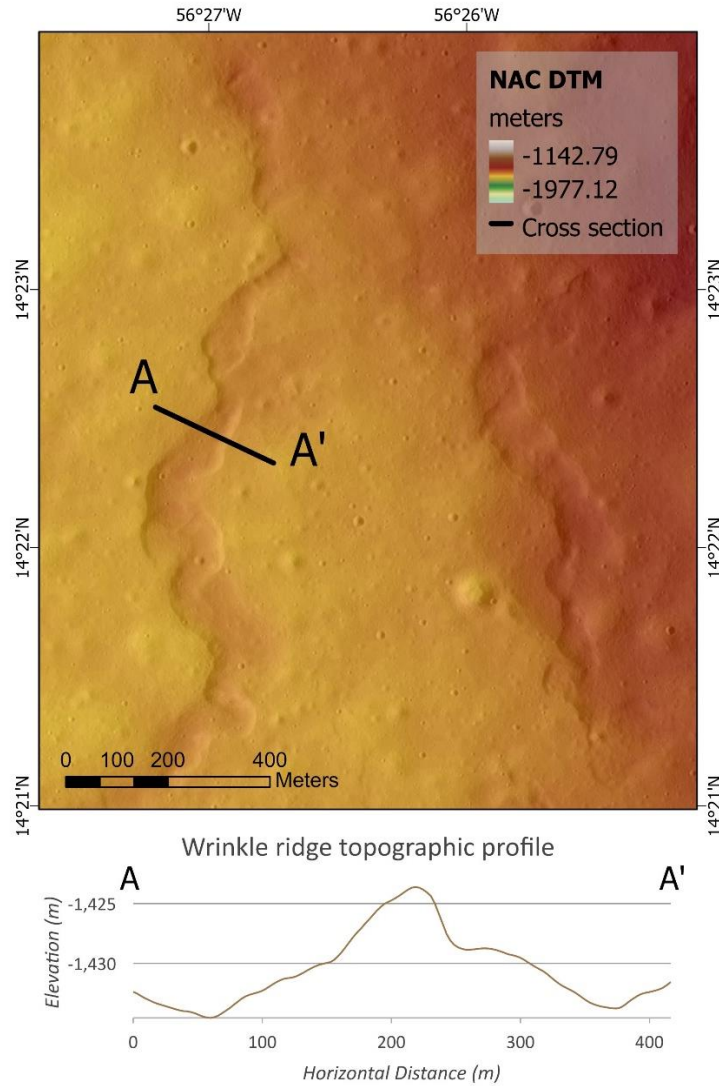 56°27'W 56°26'W
NAC DTM
meters
-1142.79
-1977.12
Cross section
14°23'N 14°23'N
A
A'
14°22'N 14°22'N
0 100 200 400
Meters
14°21'N 14°21'N
Wrinkle ridge topographic profile
A A'
Elevation (m)
-1,425
-1,430
0 100 200 300 400
Horizontal Distance (m)